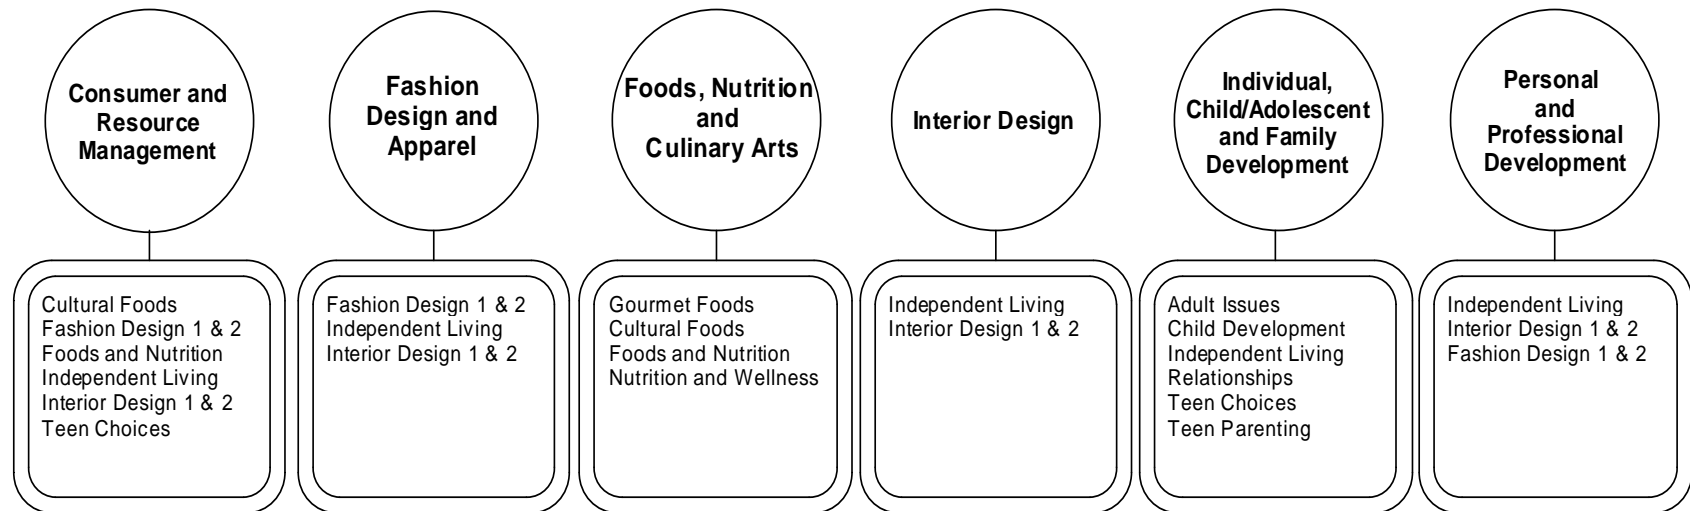 Consumer and
Resource
Management
Fashion
Design and
Apparel
Foods, Nutrition
and
Culinary Arts
Interior Design
Individual,
Child/Adolescent
and Family
Development
Personal
and
Professional
Development
Cultural Foods
Fashion Design 1 & 2
Foods and Nutrition
Independent Living
Interior Design 1 & 2
Teen Choices
Fashion Design 1 & 2
Independent Living
Interior Design 1 & 2
Gourmet Foods
Cultural Foods
Foods and Nutrition
Nutrition and Wellness
Independent Living
Interior Design 1 & 2
Adult Issues
Child Development
Independent Living
Relationships
Teen Choices
Teen Parenting
Independent Living
Interior Design 1 & 2
Fashion Design 1 & 2